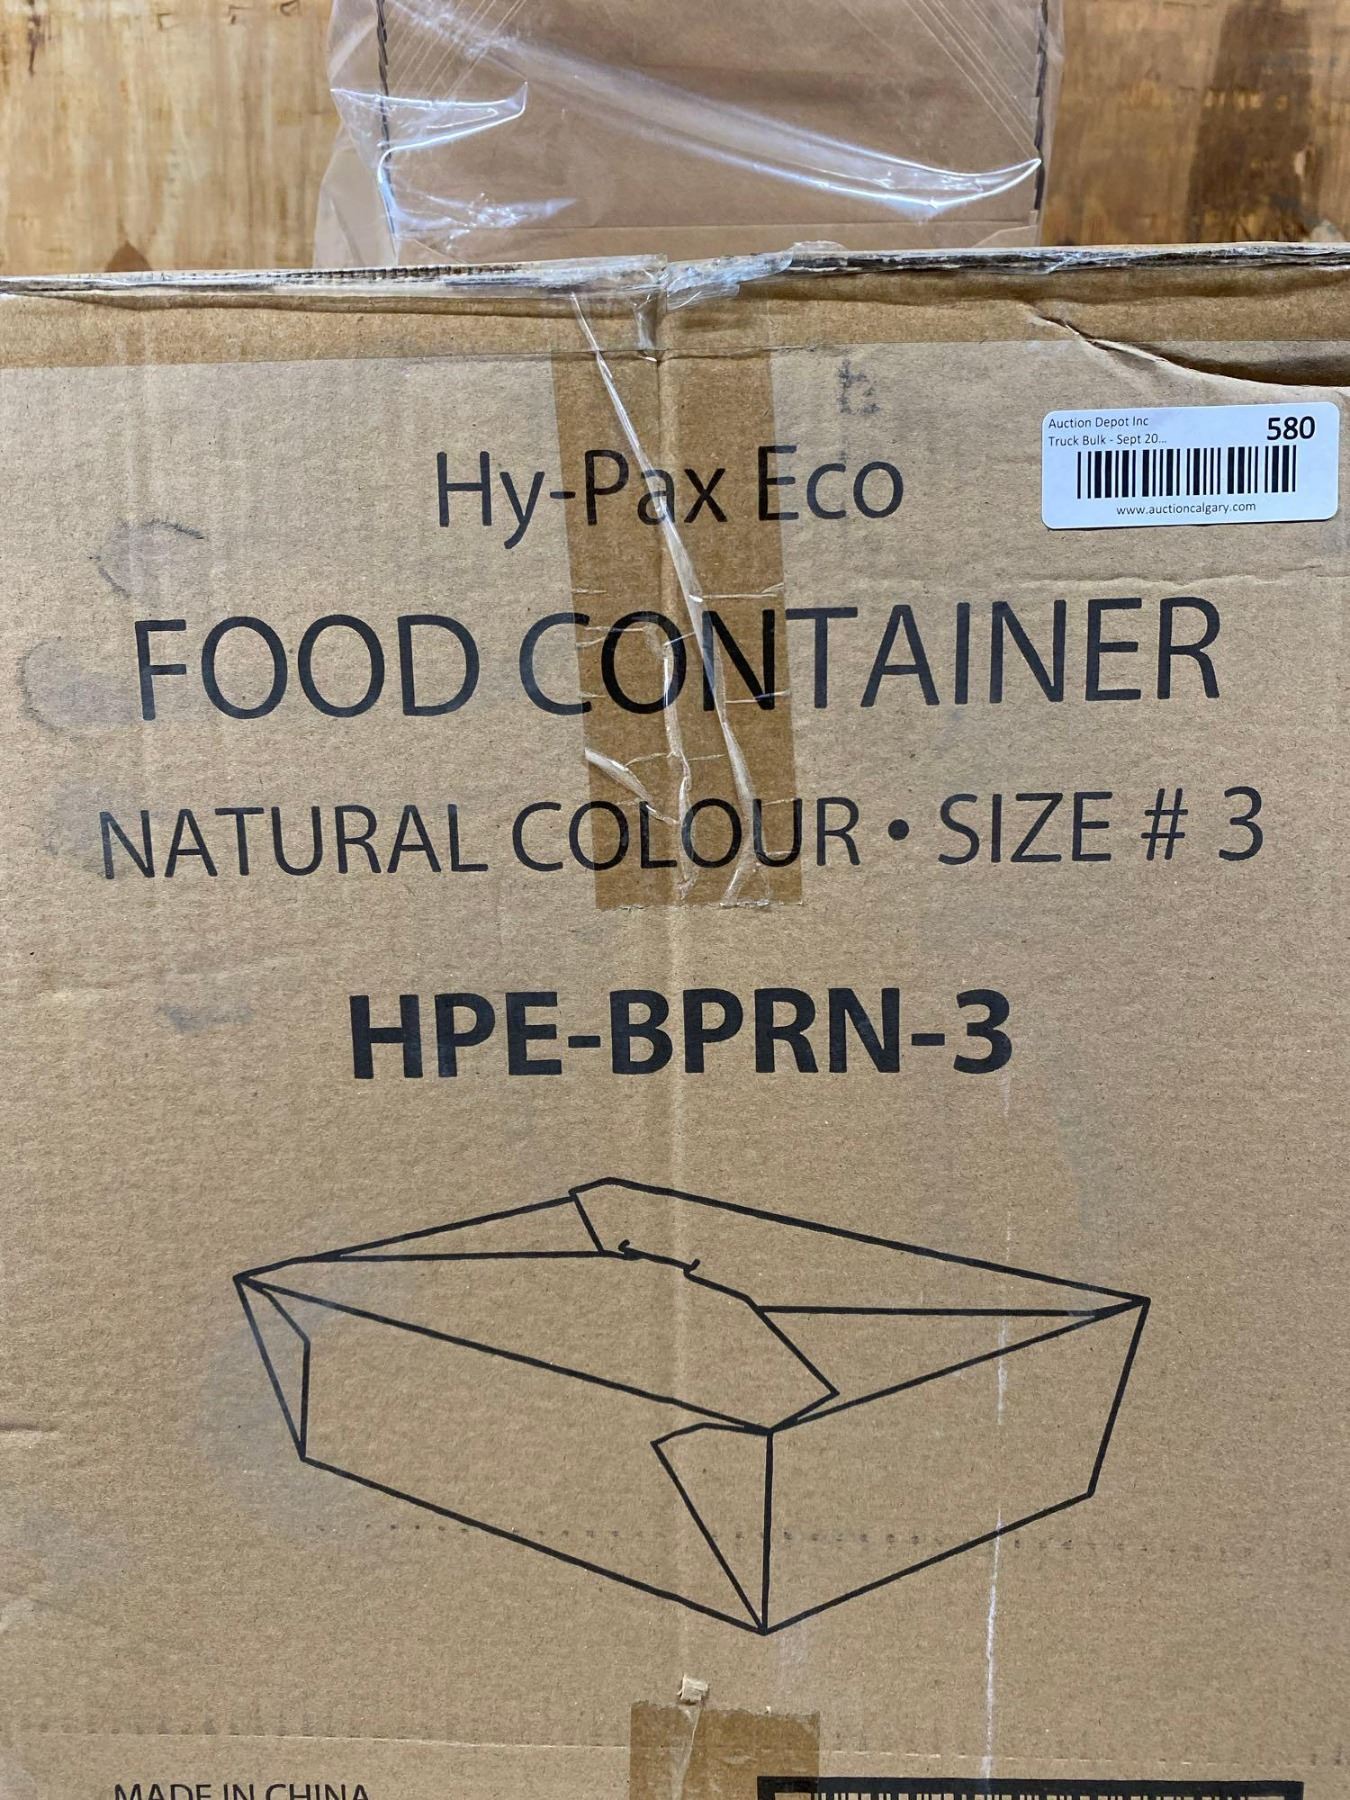 Auction Depot Inc
580
Truck Bulk - Sept 20...
www.auctioncalgary.com
Hy-Pax Eco
FOOD CONTAINER
NATURAL COLOUR • SIZE # 3
HPE-BPRN-3
MADE IN CHINA